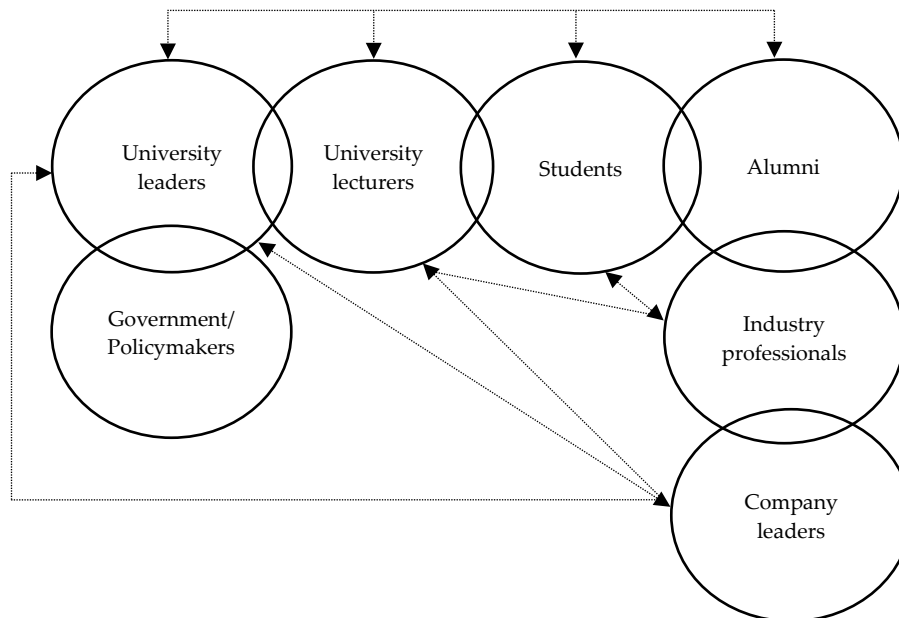 University
leaders
University
lecturers
Students
Alumni
Government/
Policymakers
Industry
professionals
Company
leaders